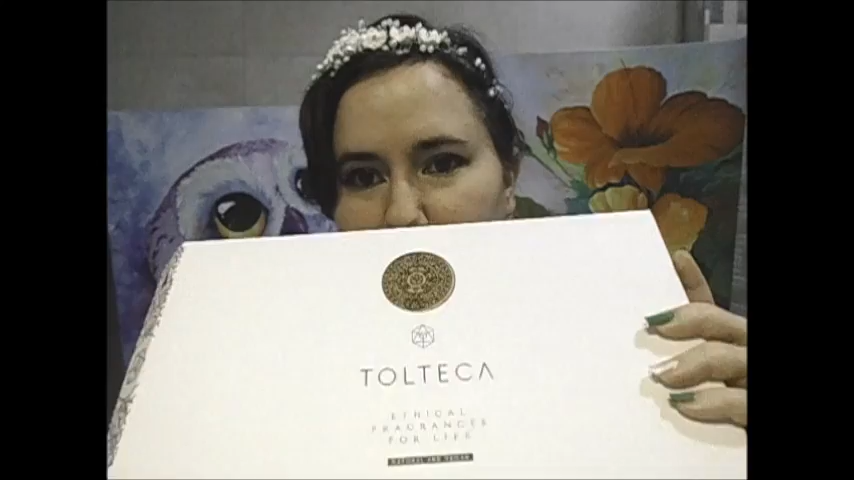 TOLTECA
ETHICAL
FRAGRANCES
FOR LIFE
NATURAL AND VEGAN